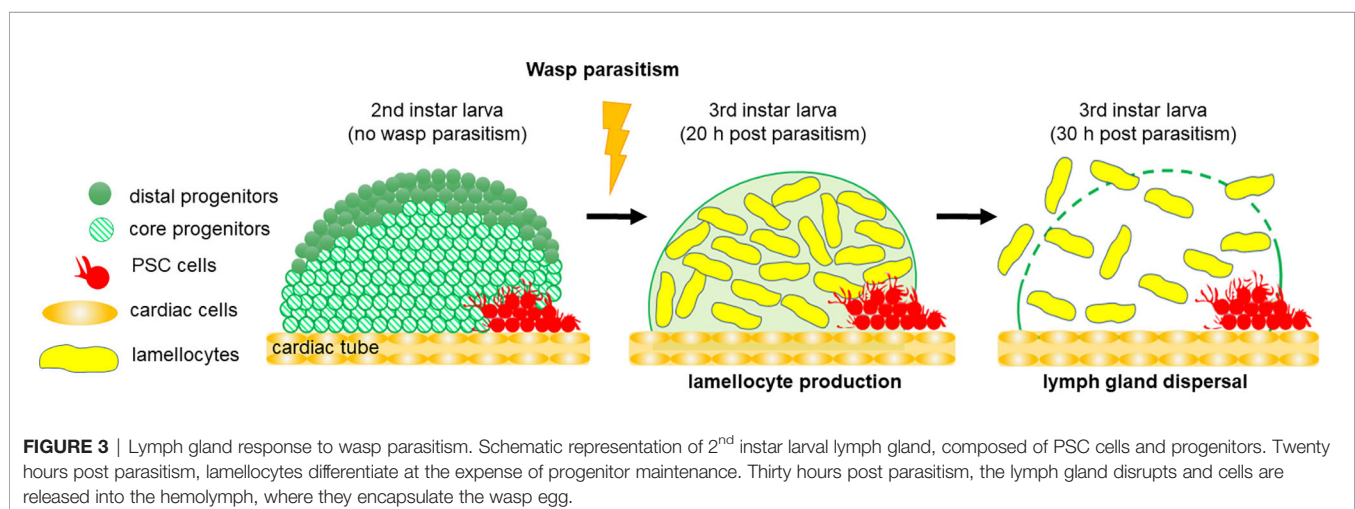 Wasp parasitism
2nd instar larva
(no wasp parasitism)
3rd instar larva
(20 h post parasitism)
3rd instar larva
(30 h post parasitism)
distal progenitors
core progenitors
PSC cells
cardiac cells
lamellocytes
cardiac tube
lamellocyte production
lymph gland dispersal
FIGURE 3 | Lymph gland response to wasp parasitism. Schematic representation of 2nd instar larval lymph gland, composed of PSC cells and progenitors. Twenty
hours post parasitism, lamellocytes differentiate at the expense of progenitor maintenance. Thirty hours post parasitism, the lymph gland disrupts and cells are
released into the hemolymph, where they encapsulate the wasp egg.